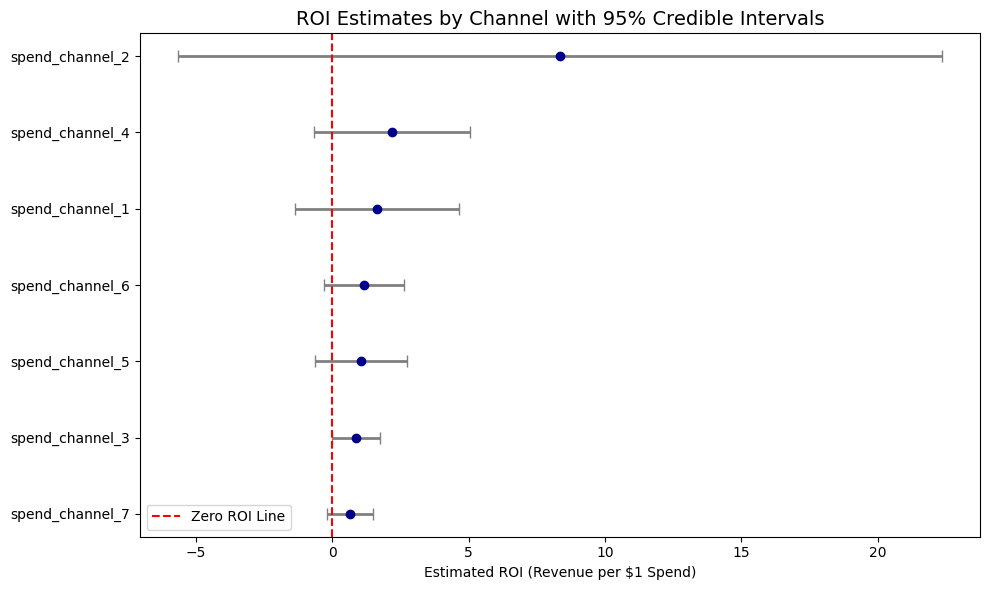 ROI Estimates by Channel with 95% Credible Intervals
spend_channel_2
spend_channel_4
spend_channel_1
spend_channel_6
spend_channel_5
spend_channel_3
spend_channel_7
Zero ROI Line
−5 0 5 10 15 20
Estimated ROI (Revenue per $1 Spend)